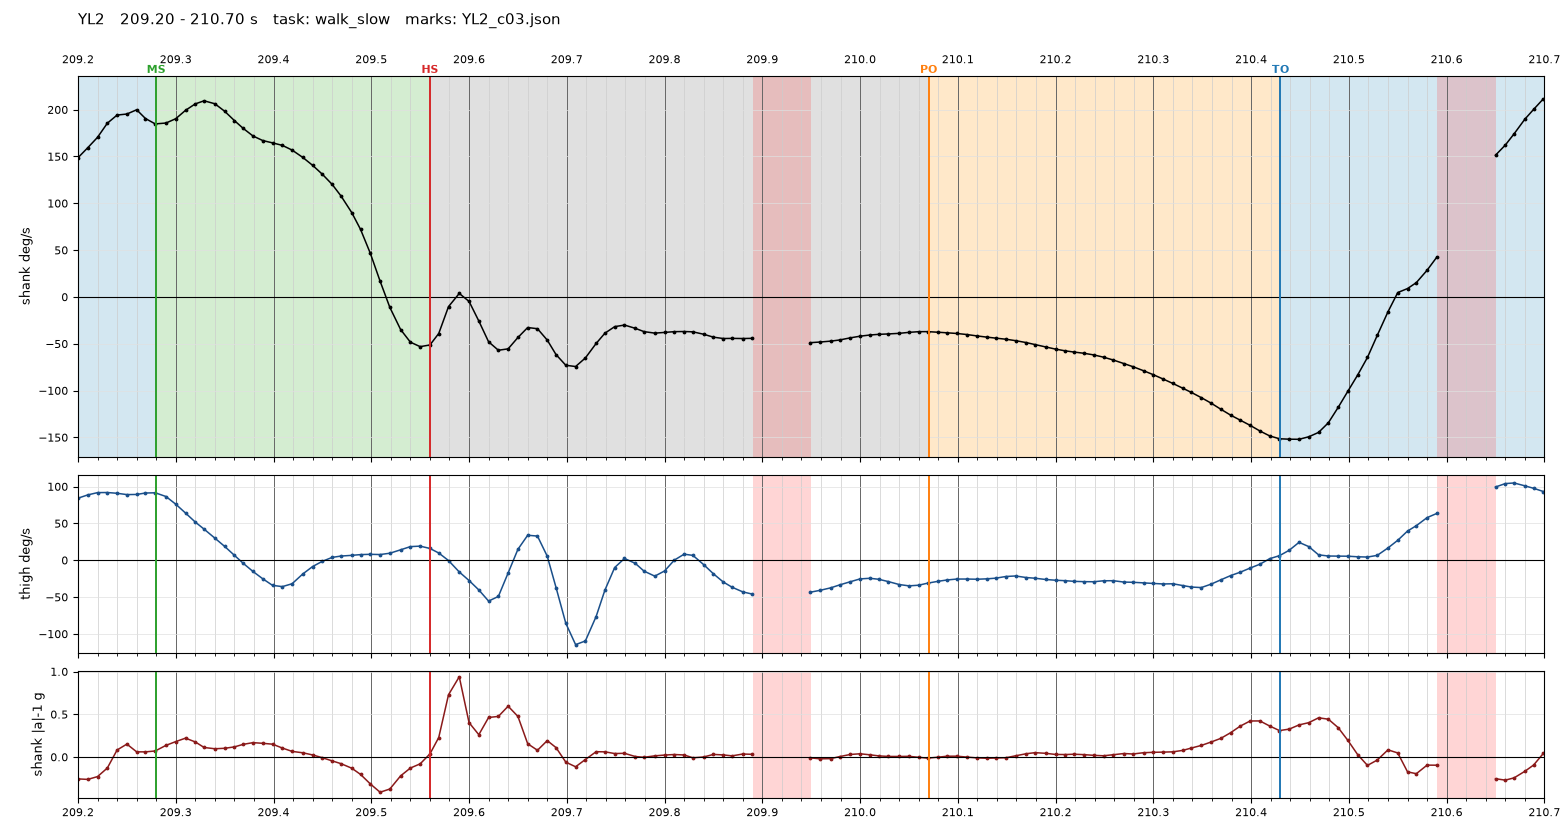 YL2   209.20 - 210.70 s   task: walk_slow   marks: YL2_c03.json
209.2 209.3 209.4 209.5 209.6 209.7 209.8 209.9 210.0 210.1 210.2 210.3 210.4 210.5 210.6 210.7
MS HS PO TO
shank deg/s
200
150
100
50
0
−50
−100
−150
thigh deg/s
100
50
0
−50
−100
shank |a|-1 g
1.0
0.5
0.0
209.2 209.3 209.4 209.5 209.6 209.7 209.8 209.9 210.0 210.1 210.2 210.3 210.4 210.5 210.6 210.7